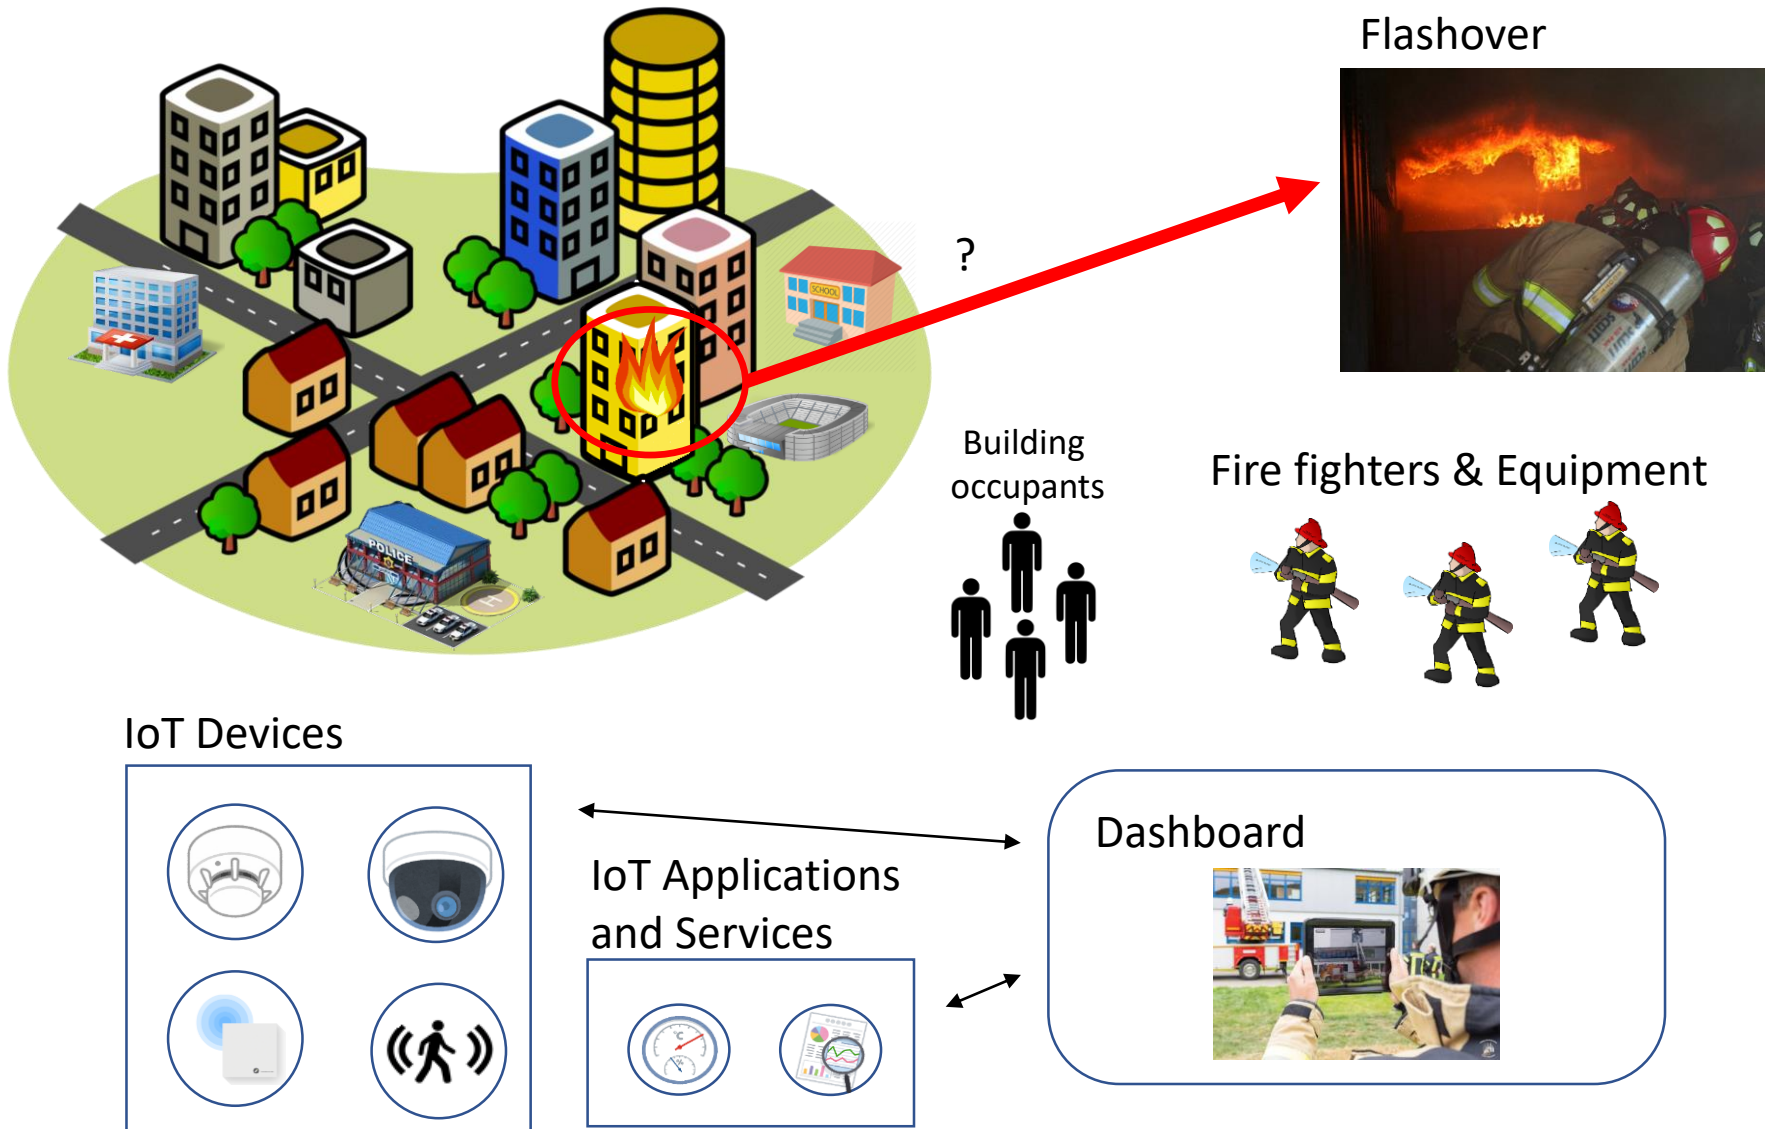 Flashover
?
SCHOOL
Building
occupants
Fire fighters & Equipment
POLICE
H
IoT Devices
IoT Applications
and Services
°C
%
Dashboard